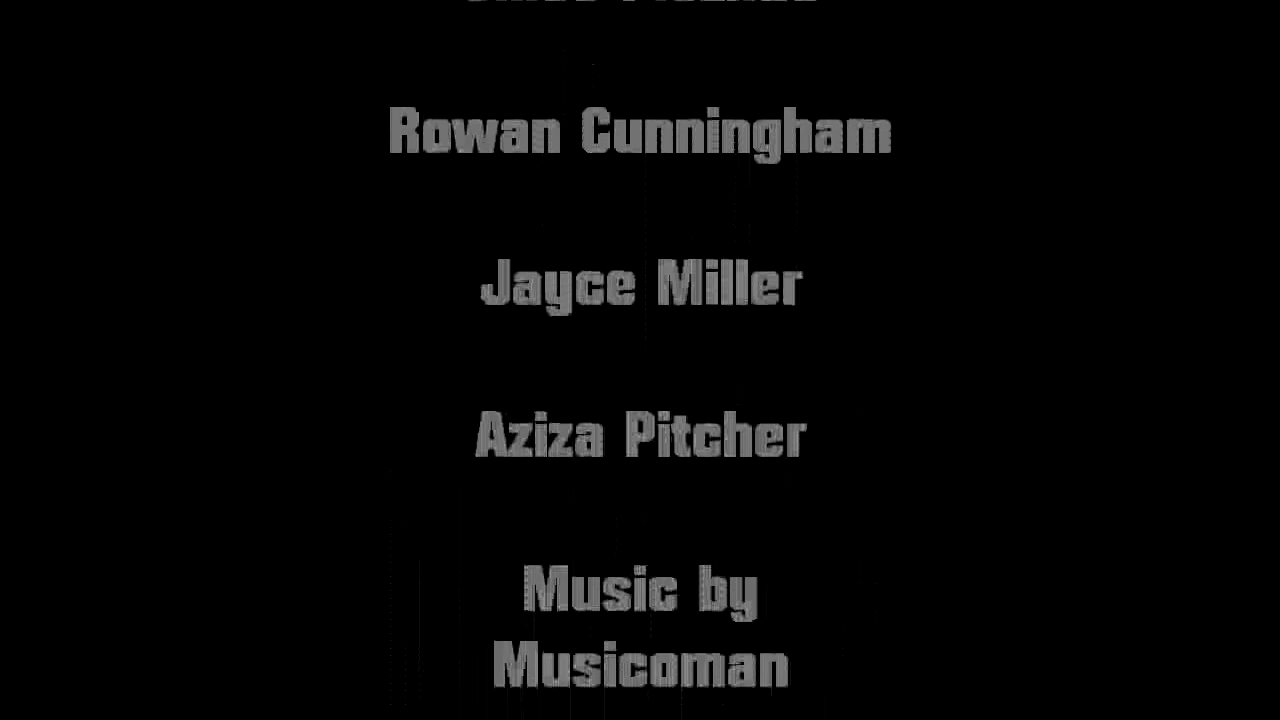 Rowan Cunningham
Jayce Miller
Aziza Pitcher
Music by
Musicoman